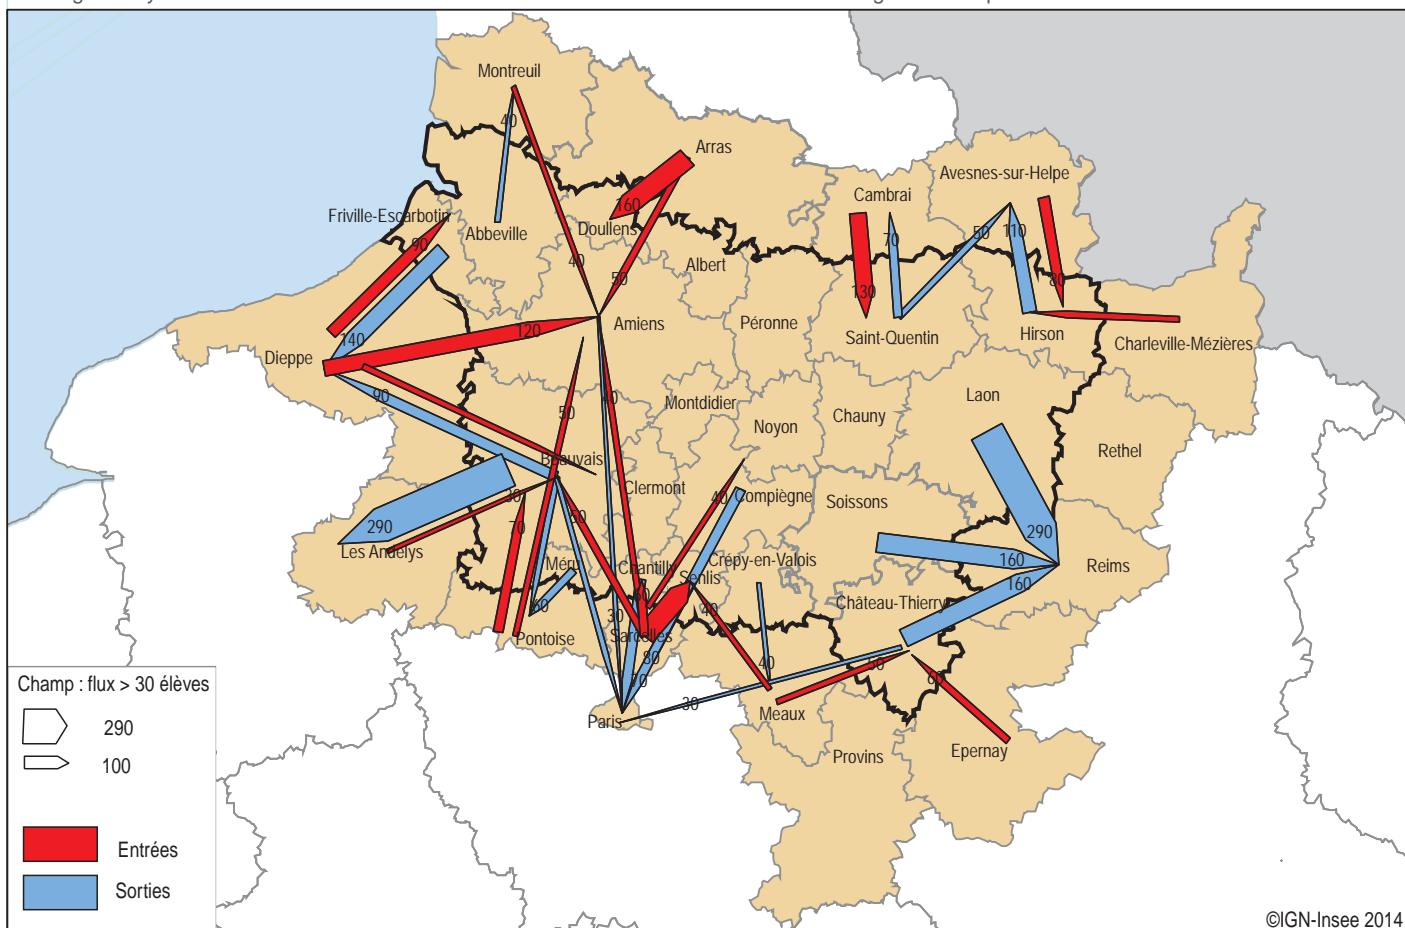 Montreuil
40
Arras
Avesnes-sur-Helpe
Cambrai
160
Friville-Escarbotin
Doullens
Abbeville
90
50
110
70
40
Albert
50
80
130
Amiens
Péronne
120
Saint-Quentin
Hirson
Charleville-Mézières
140
Dieppe
90
40
Montdidier
Laon
50
Chauny
Noyon
Rethel
Beauvais
Clermont
40
Compiègne
Soissons
50
70
290
290
Les Andelys
Méru
Chantilly
Senlis
Crépy-en-Valois
160
Reims
160
60
60
30
40
Château-Thierry
Pontoise
Sarcelles
80
40
50
60
70
30
Paris
Meaux
Provins
Epernay
Champ : flux > 30 élèves
290
100
Entrées
Sorties
©IGN-Insee 2014